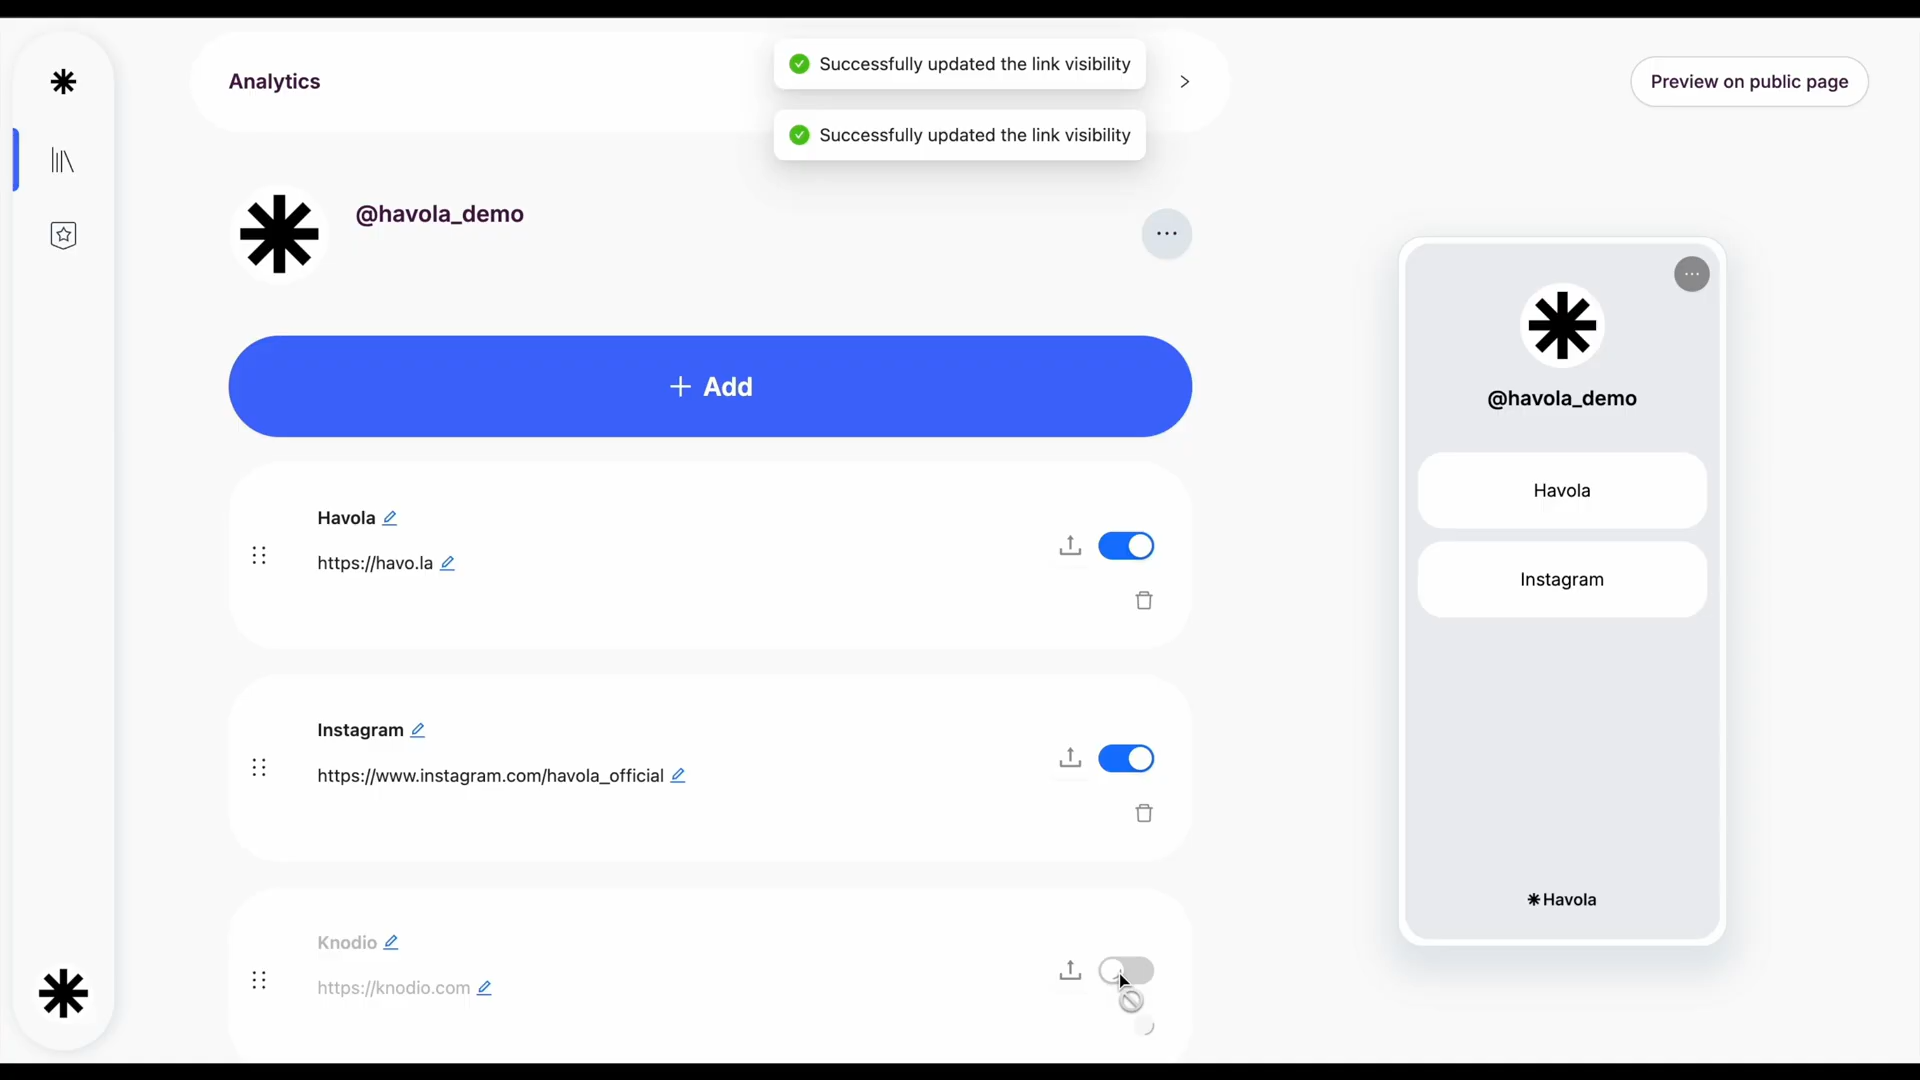 Analytics
Successfully updated the link visibility
Successfully updated the link visibility
Preview on public page
@havola_demo
+ Add
Havola
https://havo.la
Instagram
https://www.instagram.com/havola_official
Knodio
https://knodio.com
@havola_demo
Havola
Instagram
Havola